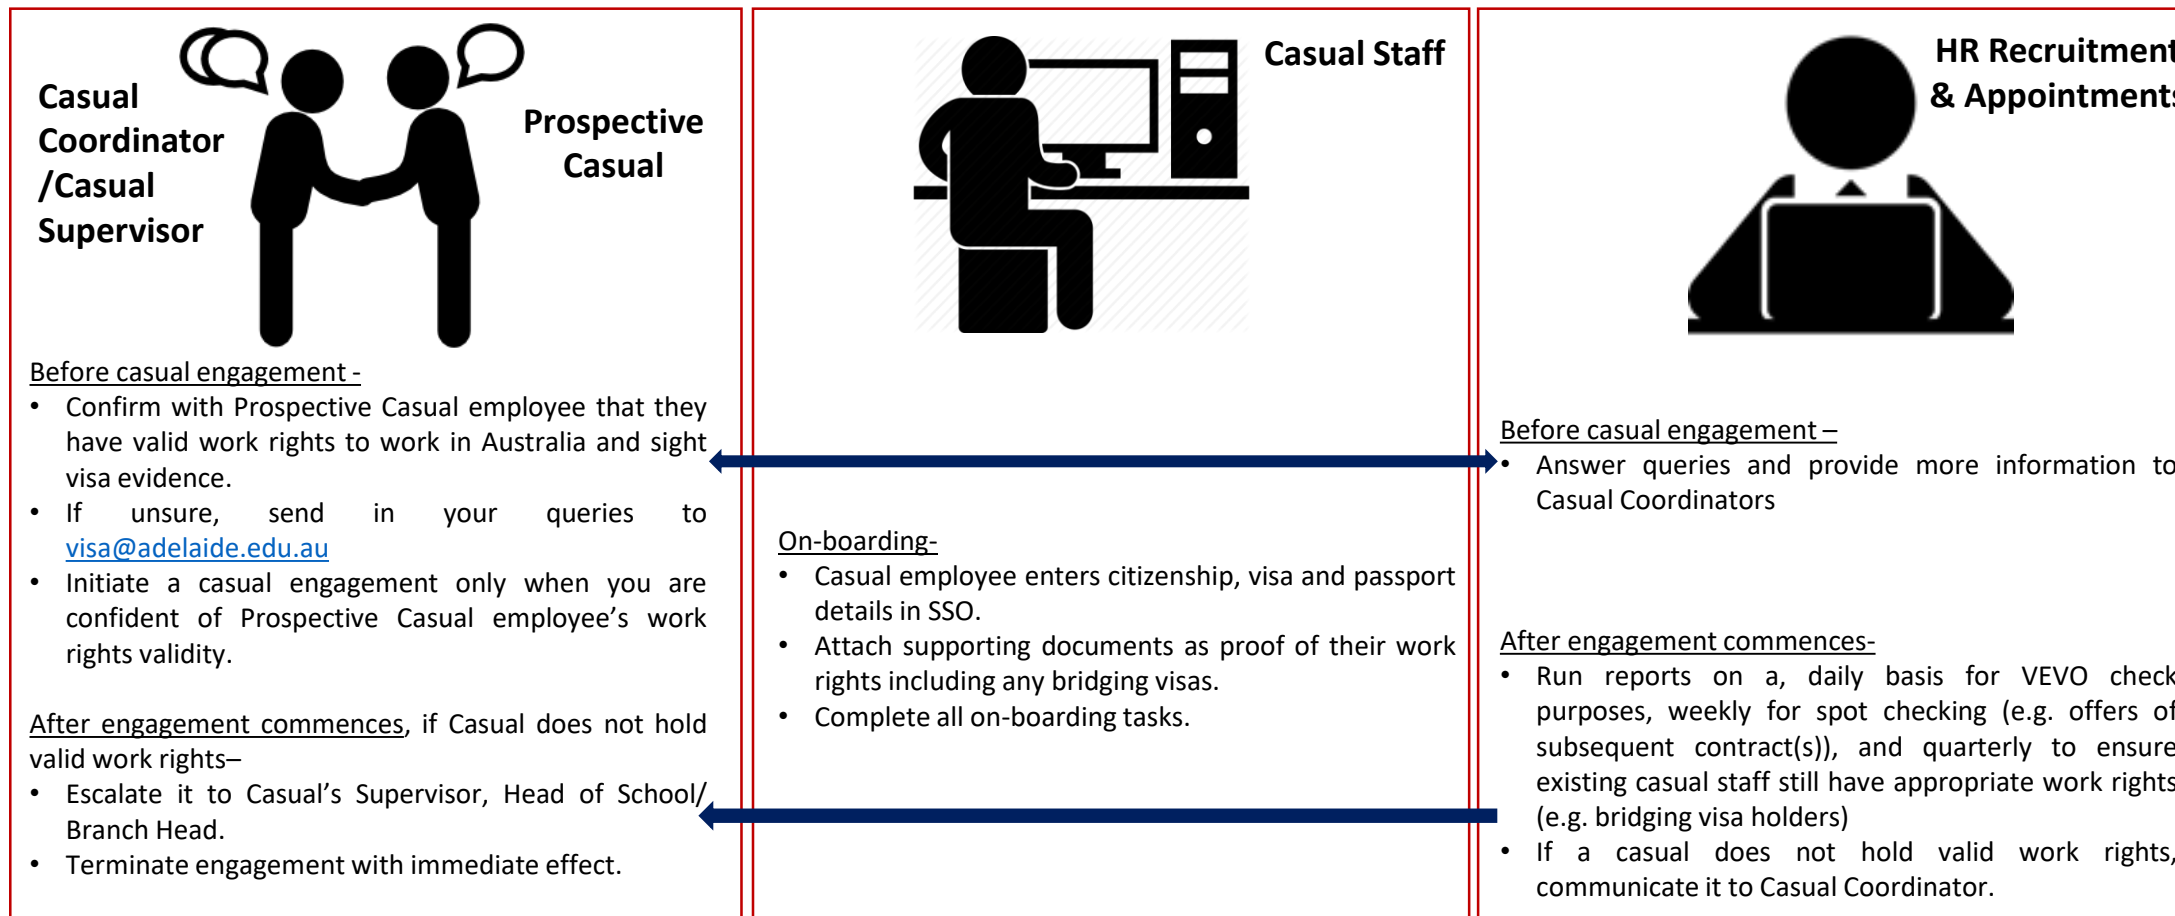 Casual
Coordinator
/Casual
Supervisor
Prospective
Casual
Before casual engagement -
• Confirm with Prospective Casual employee that they
have valid work rights to work in Australia and sight
visa evidence.
• If unsure, send in your queries to
visa@adelaide.edu.au
• Initiate a casual engagement only when you are
confident of Prospective Casual employee’s work
rights validity.
After engagement commences, if Casual does not hold
valid work rights–
• Escalate it to Casual’s Supervisor, Head of School/
Branch Head.
• Terminate engagement with immediate effect.
Casual Staff
On-boarding-
• Casual employee enters citizenship, visa and passport
details in SSO.
• Attach supporting documents as proof of their work
rights including any bridging visas.
• Complete all on-boarding tasks.
HR Recruitment
& Appointments
Before casual engagement –
• Answer queries and provide more information to
Casual Coordinators
After engagement commences-
• Run reports on a, daily basis for VEVO check
purposes, weekly for spot checking (e.g. offers of
subsequent contract(s)), and quarterly to ensure
existing casual staff still have appropriate work rights
(e.g. bridging visa holders)
• If a casual does not hold valid work rights,
communicate it to Casual Coordinator.